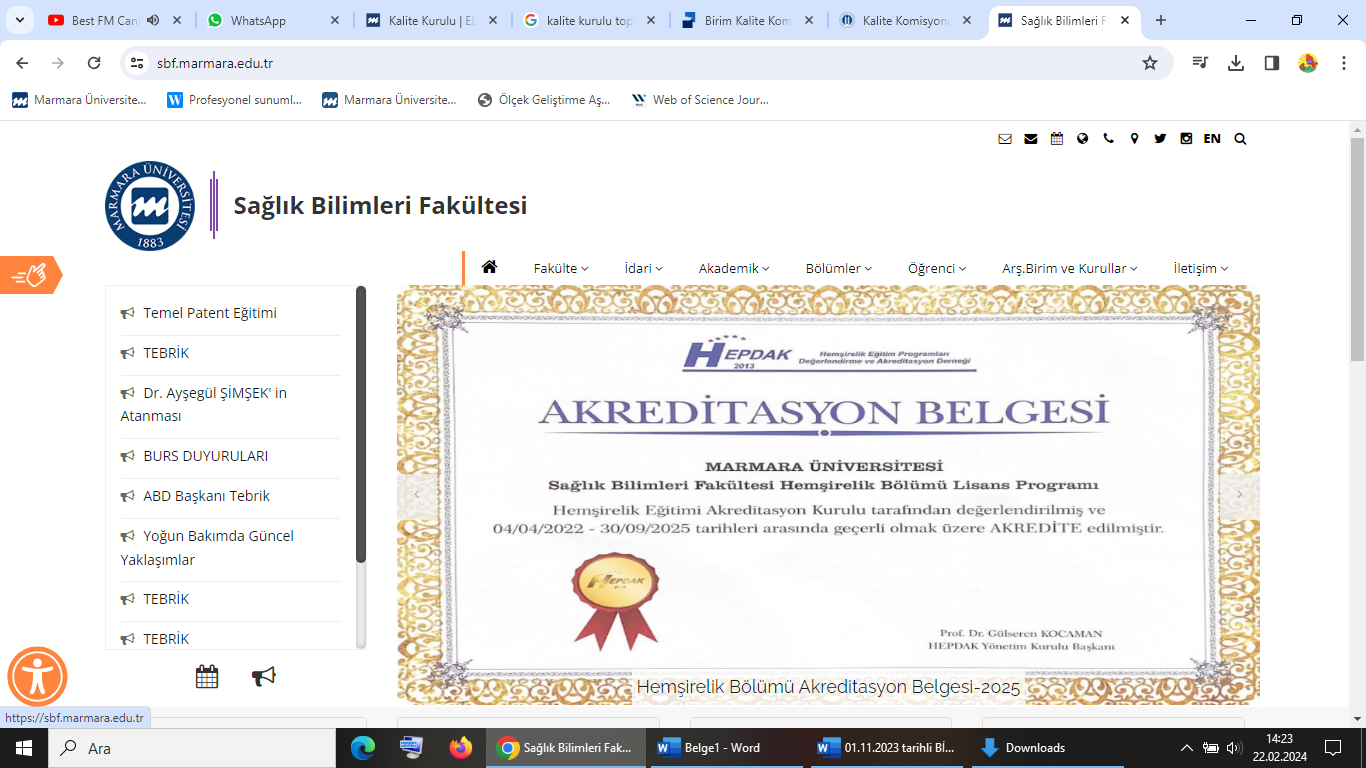 Best FM Can
WhatsApp
Kalite Kurulu | Eb
kalite kurulu top
Birim Kalite Kom
Kalite Komisyon
Sağlık Bilimleri F
sbf.marmara.edu.tr
Marmara Üniversite...
Profesyonel sunuml...
Marmara Üniversite...
Ölçek Geliştirme Aş...
Web of Science Jour...
EN
MARMARA ÜNİVERSİTESİ
1883
Sağlık Bilimleri Fakültesi
Fakülte
İdari
Akademik
Bölümler
Öğrenci
Arş.Birim ve Kurullar
İletişim
Temel Patent Eğitimi
TEBRİK
Dr. Ayşegül ŞİMŞEK' in
Atanması
BURS DUYURULARI
ABD Başkanı Tebrik
Yoğun Bakımda Güncel
Yaklaşımlar
TEBRİK
TEBRİK
HEPDAK
2013
Hemşirelik Eğitim Programları
Değerlendirme ve Akreditasyon Derneği
AKREDİTASYON BELGESİ
MARMARA ÜNİVERSİTESİ
Sağlık Bilimleri Fakültesi Hemşirelik Bölümü Lisans Programı
Hemşirelik Eğitimi Akreditasyon Kurulu tarafından değerlendirilmiş ve
04/04/2022 - 30/09/2025 tarihleri arasında geçerli olmak üzere AKREDİTE edilmiştir.
HEPDAK
Prof. Dr. Gülseren KOCAMAN
HEPDAK Yönetim Kurulu Başkanı
Hemşirelik Bölümü Akreditasyon Belgesi-2025
https://sbf.marmara.edu.tr
Ara
Sağlık Bilimleri Fak...
Belge1 - Word
01.11.2023 tarihli Bİ...
Downloads
14:23
22.02.2024